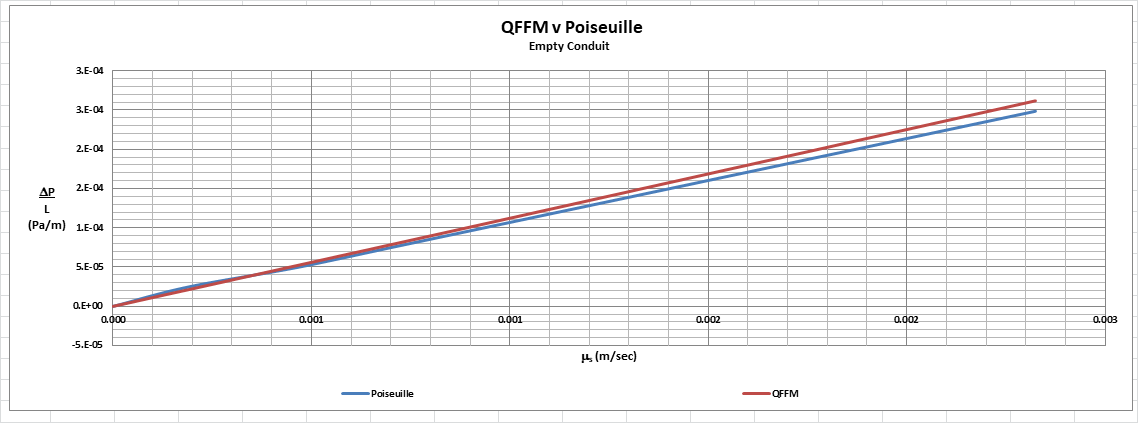 QFFM v Poiseuille
Empty Conduit
3.E-04
3.E-04
2.E-04
2.E-04
1.E-04
5.E-05
0.E+00
-5.E-05
ΔP
L
(Pa/m)
0.000 0.001 0.001 0.002 0.002 0.003
μs (m/sec)
Poiseuille QFFM